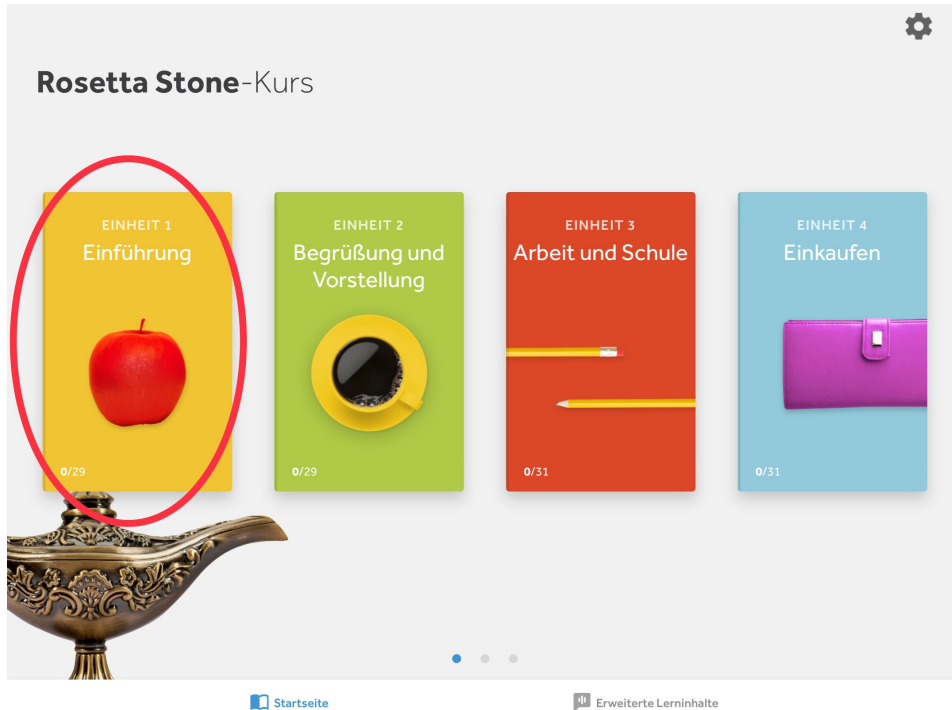 Rosetta Stone-Kurs
EINHEIT 1
Einführung
0/29
EINHEIT 2
Begrüßung und
Vorstellung
0/29
EINHEIT 3
Arbeit und Schule
0/31
EINHEIT 4
Einkaufen
0/31
Startseite
Erweiterte Lerninhalte